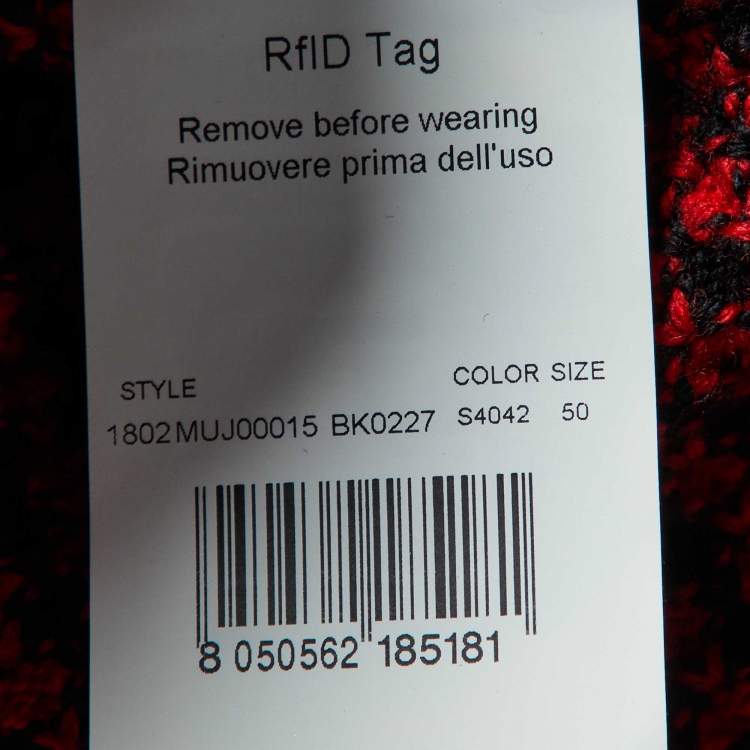 RfID Tag
Remove before wearing
Rimuovere prima dell'uso
STYLE COLOR SIZE
1802MUJ00015 BK0227 S4042 50
8 050562 185181